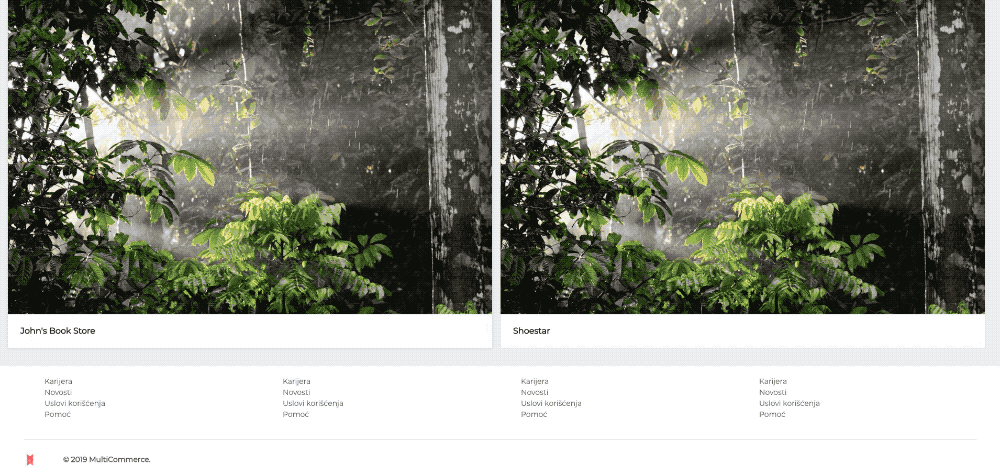 John's Book Store
Shoestar
Karijera
Novosti
Uslovi korišćenja
Pomoć
Karijera
Novosti
Uslovi korišćenja
Pomoć
Karijera
Novosti
Uslovi korišćenja
Pomoć
Karijera
Novosti
Uslovi korišćenja
Pomoć
© 2019 MultiCommerce.